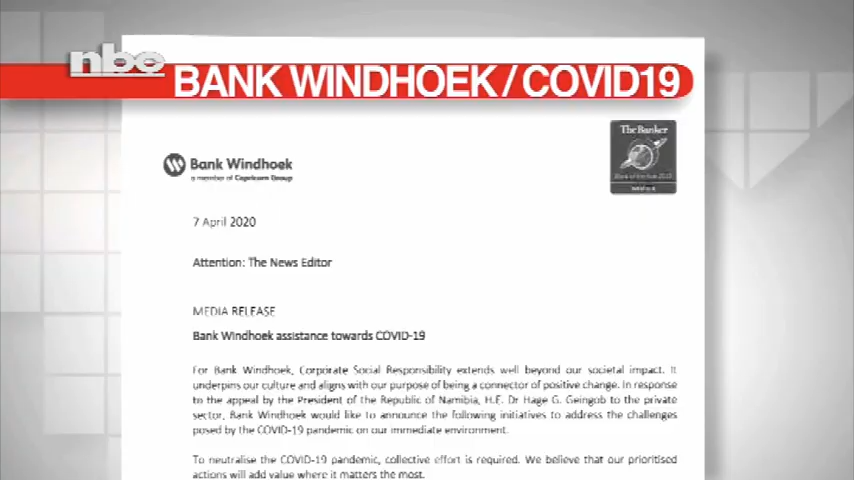 nbc
BANK WINDHOEK / COVID19
The Banker
Bank Windhoek
a member of Capricorn Group
7 April 2020
Attention: The News Editor
MEDIA RELEASE
Bank Windhoek assistance towards COVID-19
For Bank Windhoek, Corporate Social Responsibility extends well beyond our societal impact. It
underpins our culture and aligns with our purpose of being a connector of positive change. In response
to the appeal by the President of the Republic of Namibia, H.E. Dr Hage G. Geingob to the private
sector, Bank Windhoek would like to announce the following initiatives to address the challenges
posed by the COVID-19 pandemic on our immediate environment.
To neutralise the COVID-19 pandemic, collective effort is required. We believe that our prioritised
actions will add value where it matters the most.